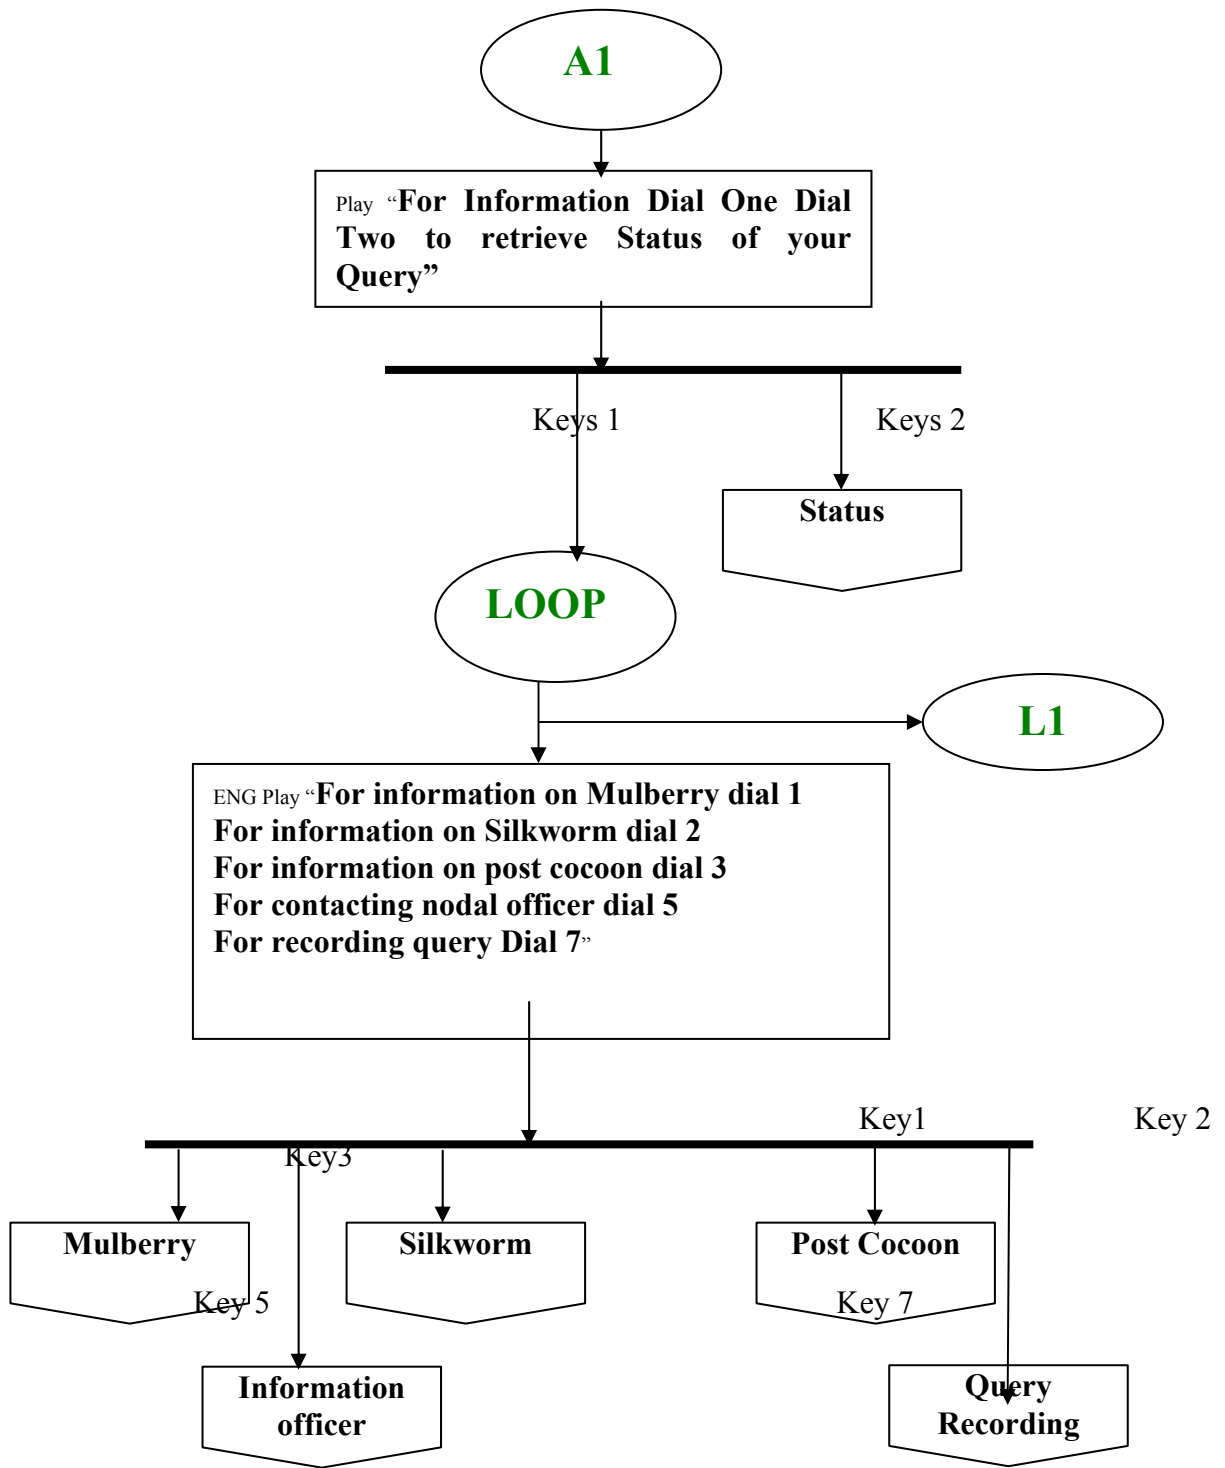 A1
Play “For Information Dial One Dial
Two to retrieve Status of your
Query”
Keys 1
Keys 2
Status
LOOP
L1
ENG Play “For information on Mulberry dial 1
For information on Silkworm dial 2
For information on post cocoon dial 3
For contacting nodal officer dial 5
For recording query Dial 7”
Key1
Key 2
Key3
Mulberry
Silkworm
Post Cocoon
Key 5
Key 7
Information
officer
Query
Recording